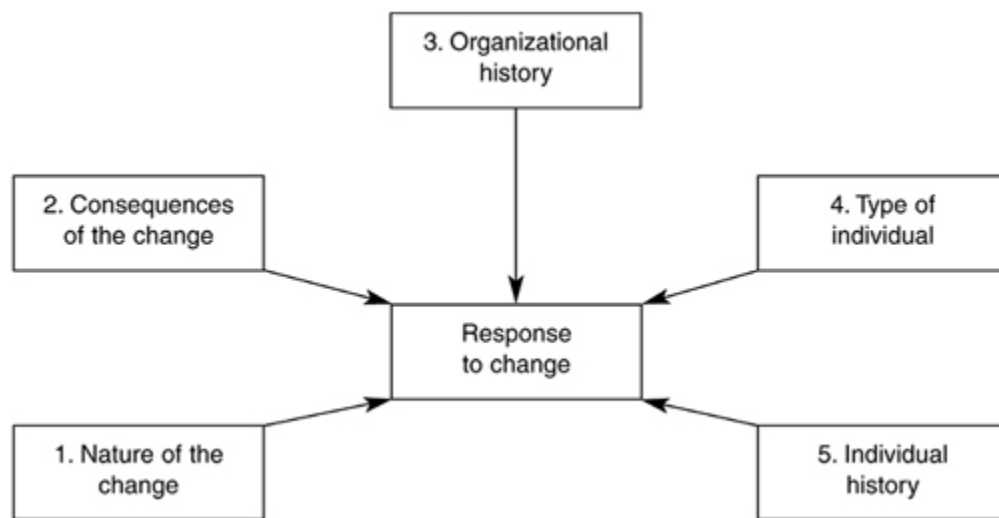 3. Organizational
history
2. Consequences
of the change
4. Type of
individual
Response
to change
1. Nature of the
change
5. Individual
history